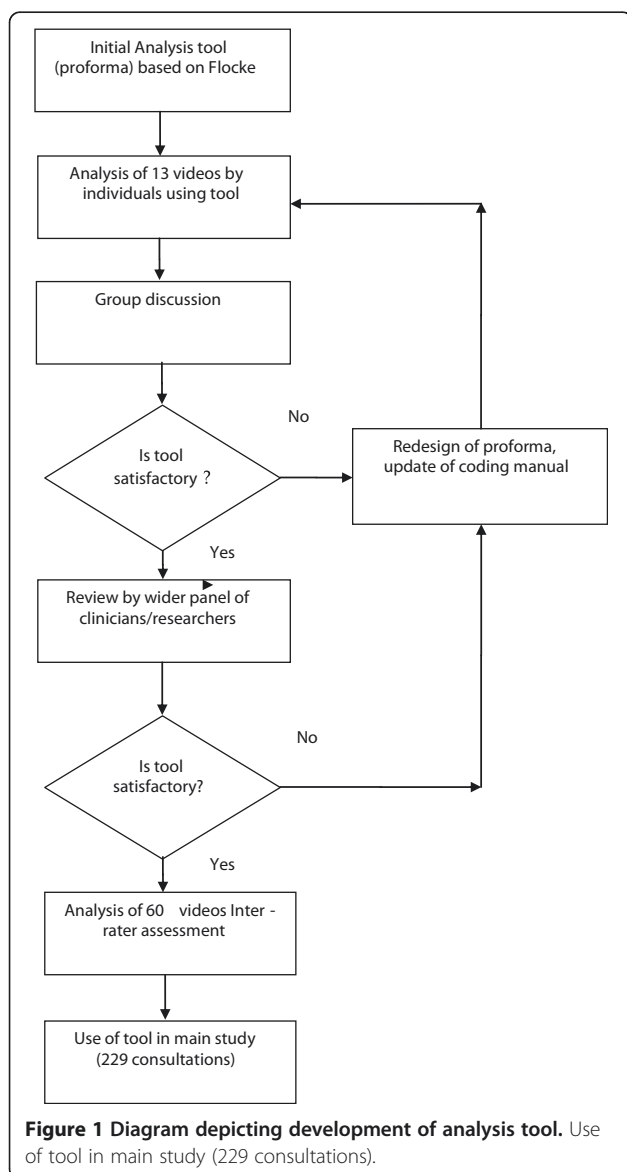 Initial Analysis tool
(proforma) based on Flocke
Analysis of 13 videos by
individuals using tool
Group discussion
No
Is tool
satisfactory ?
Redesign of proforma,
update of coding manual
Yes
Review by wider panel of
clinicians/researchers
No
Is tool
satisfactory?
Yes
Analysis of 60 videos Inter -
rater assessment
Use of tool in main study
(229 consultations)
Figure 1 Diagram depicting development of analysis tool. Use
of tool in main study (229 consultations).